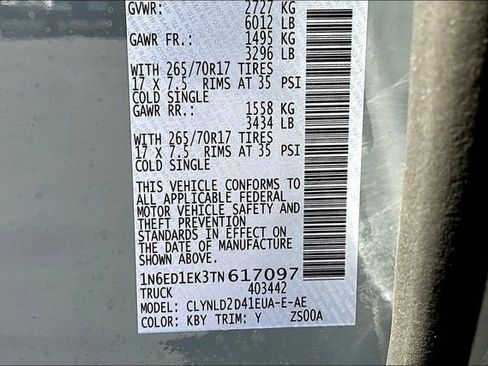 GVWR: 2727 KG
6012 LB
GAWR FR.: 1495 KG
3296 LB
WITH 265/70R17 TIRES
17 X 7.5 RIMS AT 35 PSI
COLD SINGLE
GAWR RR.: 1558 KG
3434 LB
WITH 265/70R17 TIRES
17 X 7.5 RIMS AT 35 PSI
COLD SINGLE
THIS VEHICLE CONFORMS TO
ALL APPLICABLE FEDERAL
MOTOR VEHICLE SAFETY AND
THEFT PREVENTION
STANDARDS IN EFFECT ON
THE DATE OF MANUFACTURE
SHOWN ABOVE.
1N6ED1EK3TN617097
TRUCK 403442
MODEL: CLYNLD2D41EUA-E-AE
COLOR: KBY TRIM: Y ZS00A